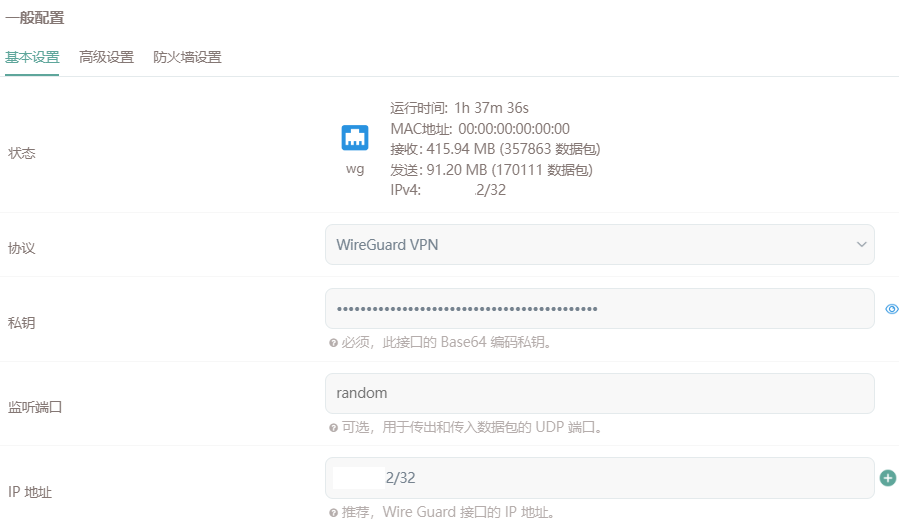 一般配置
基本设置 高级设置 防火墙设置
状态
wg
运行时间: 1h 37m 36s
MAC地址: 00:00:00:00:00:00
接收: 415.94 MB (357863 数据包)
发送: 91.20 MB (170111 数据包)
IPv4: .2/32
协议
WireGuard VPN
私钥
••••••••••••••••••••••••••••••••••••••••••••
必须，此接口的 Base64 编码私钥。
监听端口
random
可选，用于传出和传入数据包的 UDP 端口。
IP 地址
2/32
推荐，Wire Guard 接口的 IP 地址。